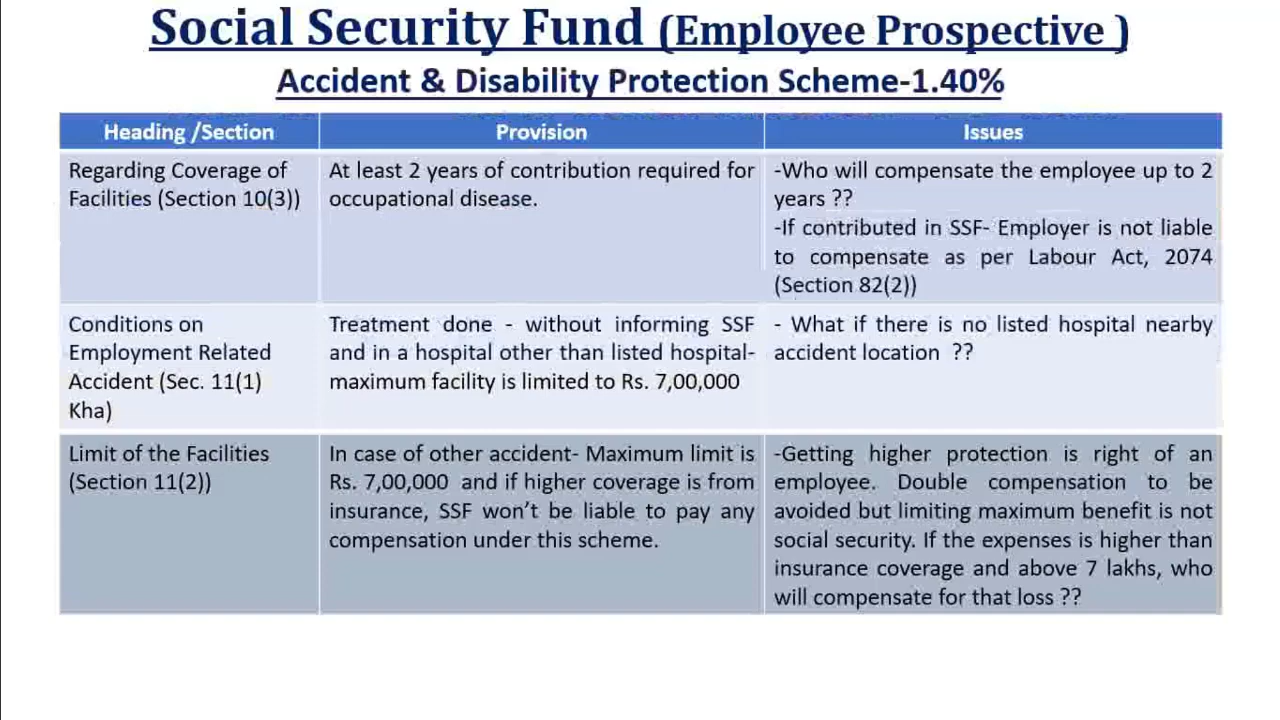 Social Security Fund (Employee Prospective )
Accident & Disability Protection Scheme-1.40%
Heading /Section
Provision
Issues
Regarding Coverage of
Facilities (Section 10(3))
At least 2 years of contribution required for
occupational disease.
-Who will compensate the employee up to 2
years ??
-If contributed in SSF- Employer is not liable
to compensate as per Labour Act, 2074
(Section 82(2))
Conditions on
Employment Related
Accident (Sec. 11(1)
Kha)
Treatment done - without informing SSF
and in a hospital other than listed hospital-
maximum facility is limited to Rs. 7,00,000
- What if there is no listed hospital nearby
accident location ??
Limit of the Facilities
(Section 11(2))
In case of other accident- Maximum limit is
Rs. 7,00,000 and if higher coverage is from
insurance, SSF won't be liable to pay any
compensation under this scheme.
-Getting higher protection is right of an
employee. Double compensation to be
avoided but limiting maximum benefit is not
social security. If the expenses is higher than
insurance coverage and above 7 lakhs, who
will compensate for that loss ??